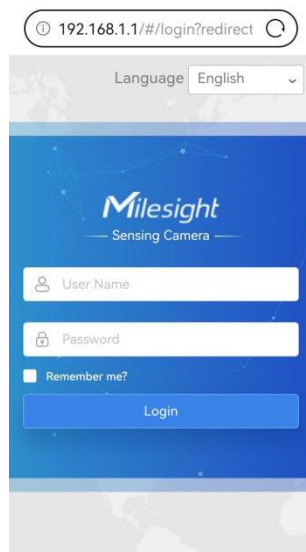 192.168.1.1/#/login?redirect
Language English
Milesight
Sensing Camera
User Name
Password
Remember me?
Login